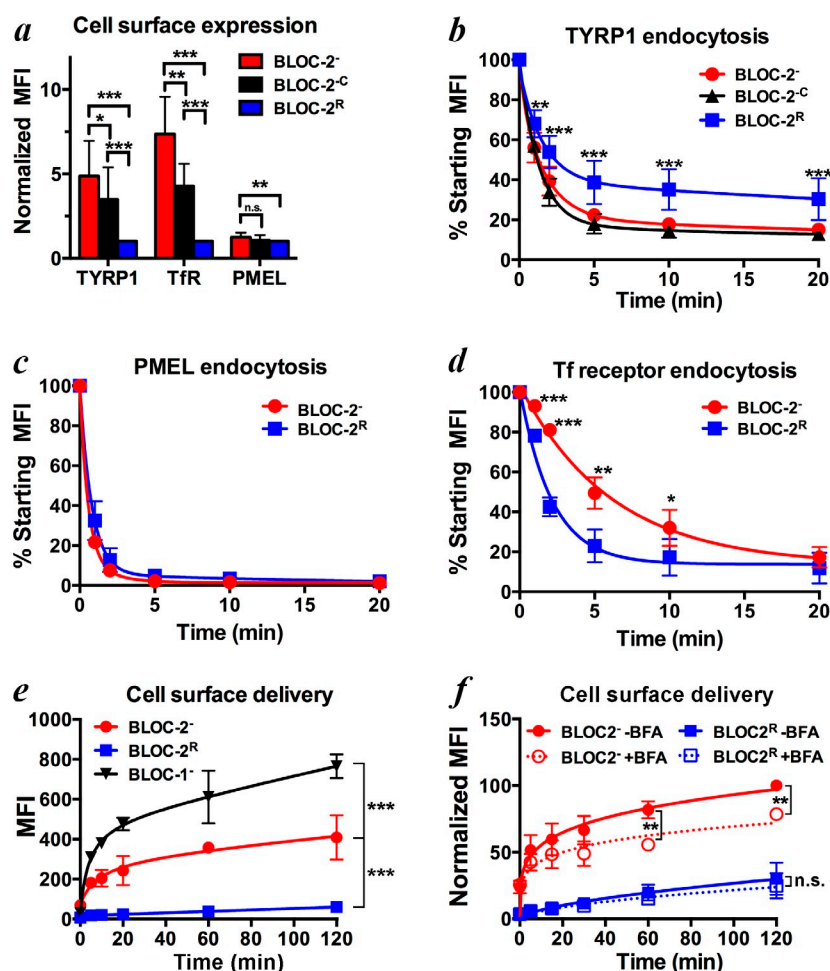 a
Cell surface expression
Normalized MFI
10
5
0
***
*
***
***
**
***
**
n.s.
BLOC-2⁻
BLOC-2⁻ᶜ
BLOC-2ᴿ
TYRP1 TfR PMEL
b
TYRP1 endocytosis
% Starting MFI
100
80
60
40
20
0
BLOC-2⁻
BLOC-2⁻ᶜ
BLOC-2ᴿ
**
***
***
***
***
0 5 10 15 20
Time (min)
c
PMEL endocytosis
% Starting MFI
100
80
60
40
20
0
BLOC-2⁻
BLOC-2ᴿ
0 5 10 15 20
Time (min)
d
Tf receptor endocytosis
% Starting MFI
100
80
60
40
20
0
BLOC-2⁻
BLOC-2ᴿ
***
***
**
*
0 5 10 15 20
Time (min)
e
Cell surface delivery
MFI
1000
800
600
400
300
200
100
0
BLOC-2⁻
BLOC-2ᴿ
BLOC-1⁻
***
***
0 20 60 100 120
Time (min)
f
Cell surface delivery
Normalized MFI
150
100
50
0
BLOC2⁻ -BFA
BLOC2⁻ +BFA
BLOC2ᴿ -BFA
BLOC2ᴿ +BFA
**
**
n.s.
0 20 40 60 80 100 120
Time (min)